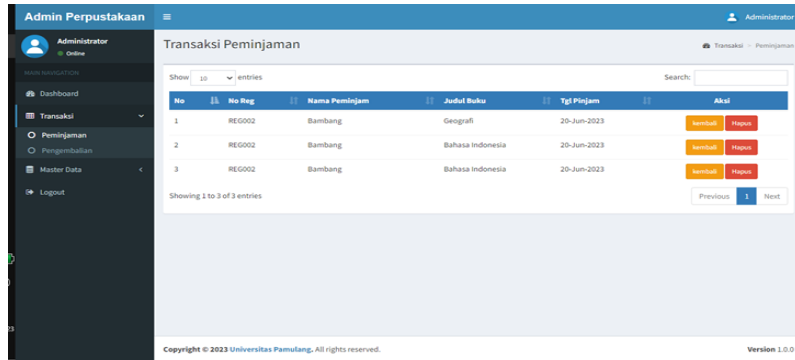 Admin Perpustakaan
Administrator
Administrator
Online
Transaksi Peminjaman
Transaksi > Peminjaman
MAIN NAVIGATION
Dashboard
Transaksi
Peminjaman
Pengembalian
Master Data
Logout
Show 10 entries
Search:
No No Reg Nama Peminjam Judul Buku Tgl Pinjam Aksi
1 REG002 Bambang Geografi 20-Jun-2023 kembali Hapus
2 REG002 Bambang Bahasa Indonesia 20-Jun-2023 kembali Hapus
3 REG002 Bambang Bahasa Indonesia 20-Jun-2023 kembali Hapus
Showing 1 to 3 of 3 entries
Previous 1 Next
23
Copyright © 2023 Universitas Pamulang. All rights reserved.
Version 1.0.0